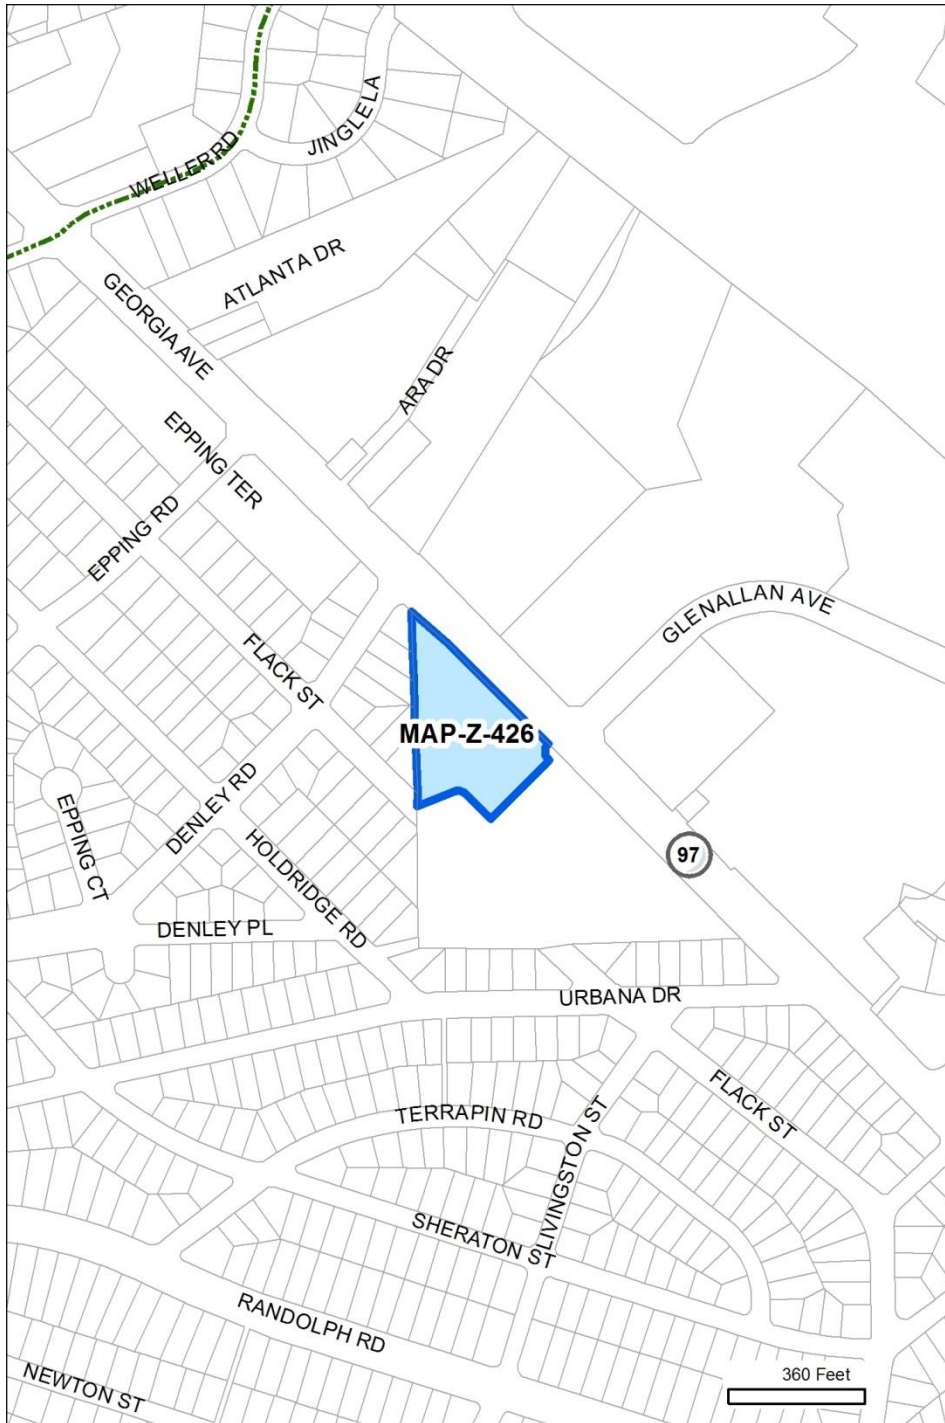 JINGLE LA
WELLER RD
ATLANTA DR
GEORGIA AVE
ARA DR
EPPING TER
EPPING RD
GLENALLAN AVE
FLACK ST
MAP-Z-426
DENLEY RD
EPPING CT
HOLDRIDGE RD
97
DENLEY PL
URBANA DR
FLACK ST
TERRAPIN RD
LIVINGSTON ST
SHERATON ST
RANDOLPH RD
360 Feet
NEWTON ST